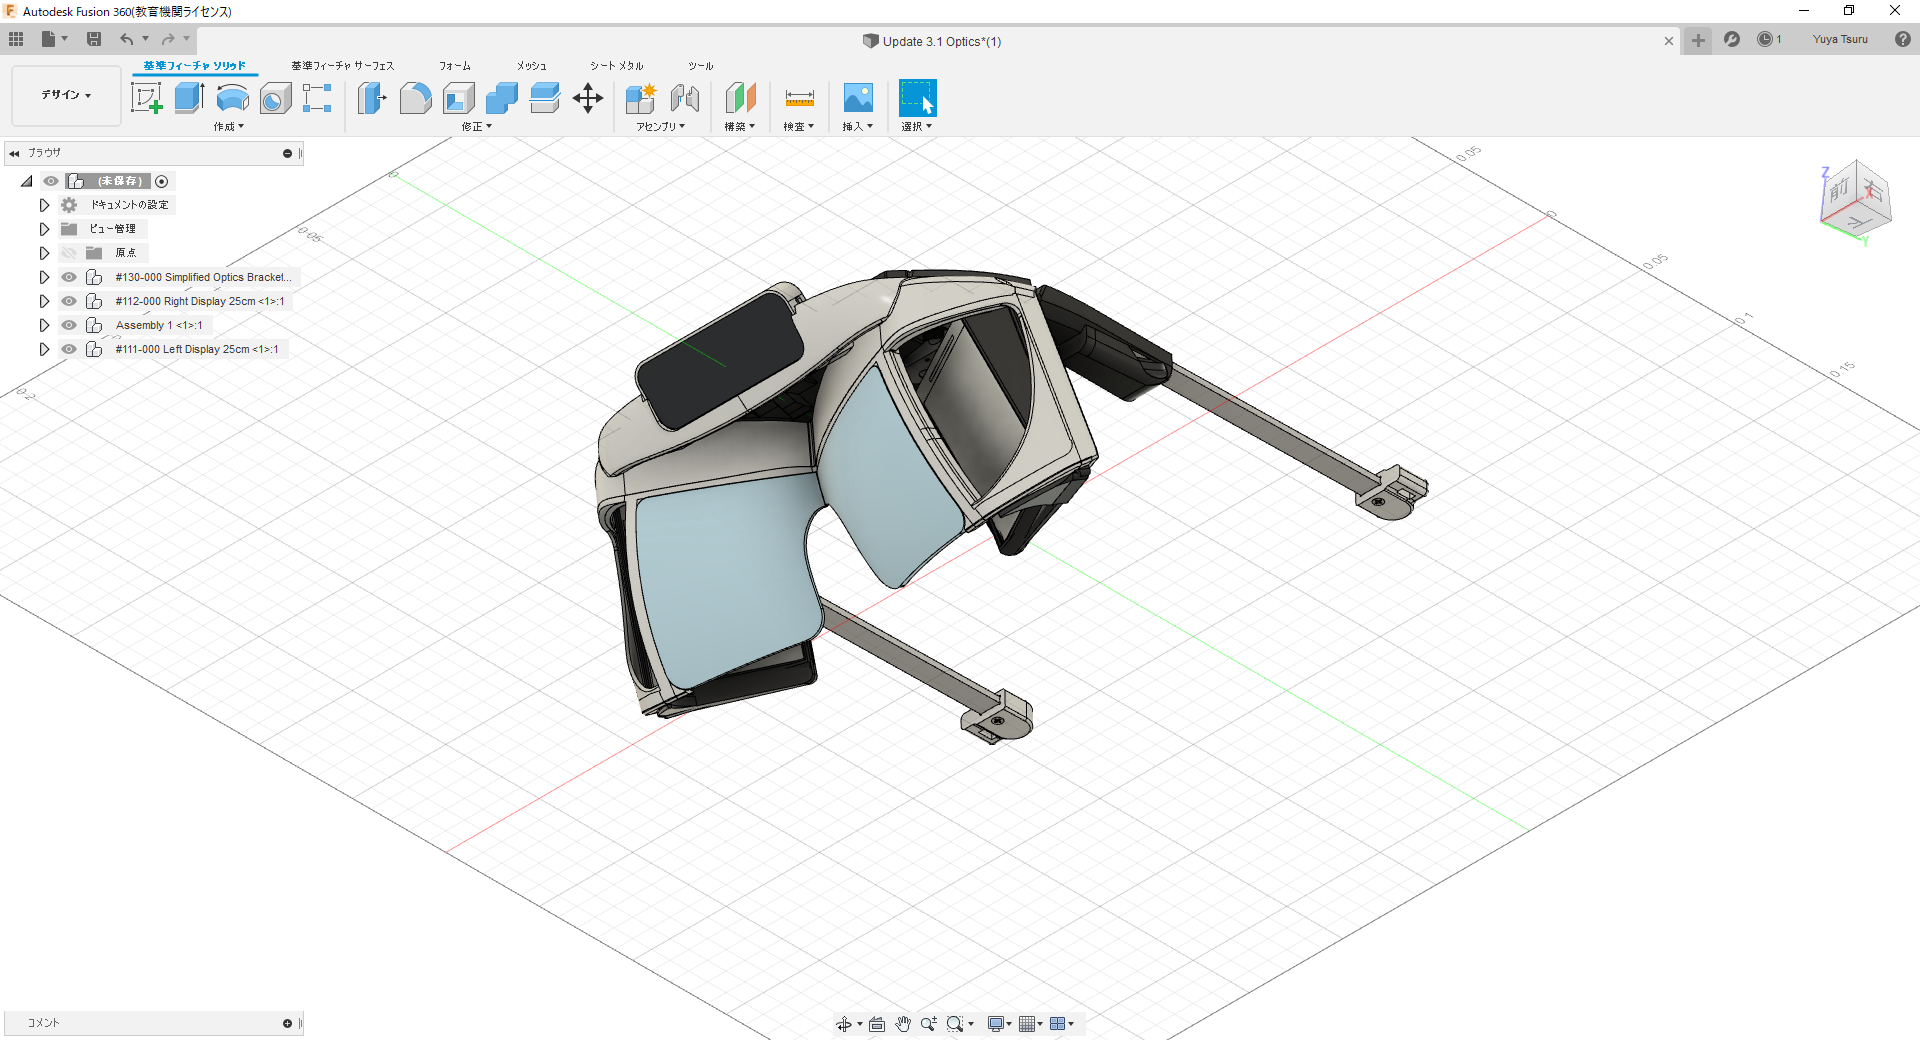 Autodesk Fusion 360(教育機関ライセンス)
Update 3.1 Optics*(1)
1
Yuya Tsuru
デザイン
基準フィーチャ ソリッド
基準フィーチャ サーフェス
フォーム
メッシュ
シート メタル
ツール
作成
修正
アセンブリ
構築
検査
挿入
選択
ブラウザ
(未保存)
ドキュメントの設定
ビュー管理
原点
#130-000 Simplified Optics Bracket...
#112-000 Right Display 25cm <1>:1
Assembly 1 <1>:1
#111-000 Left Display 25cm <1>:1
0
0.05
0.2
0.05
0
0.05
0.1
0.15
Z
前
右
X
下
Y
コメント